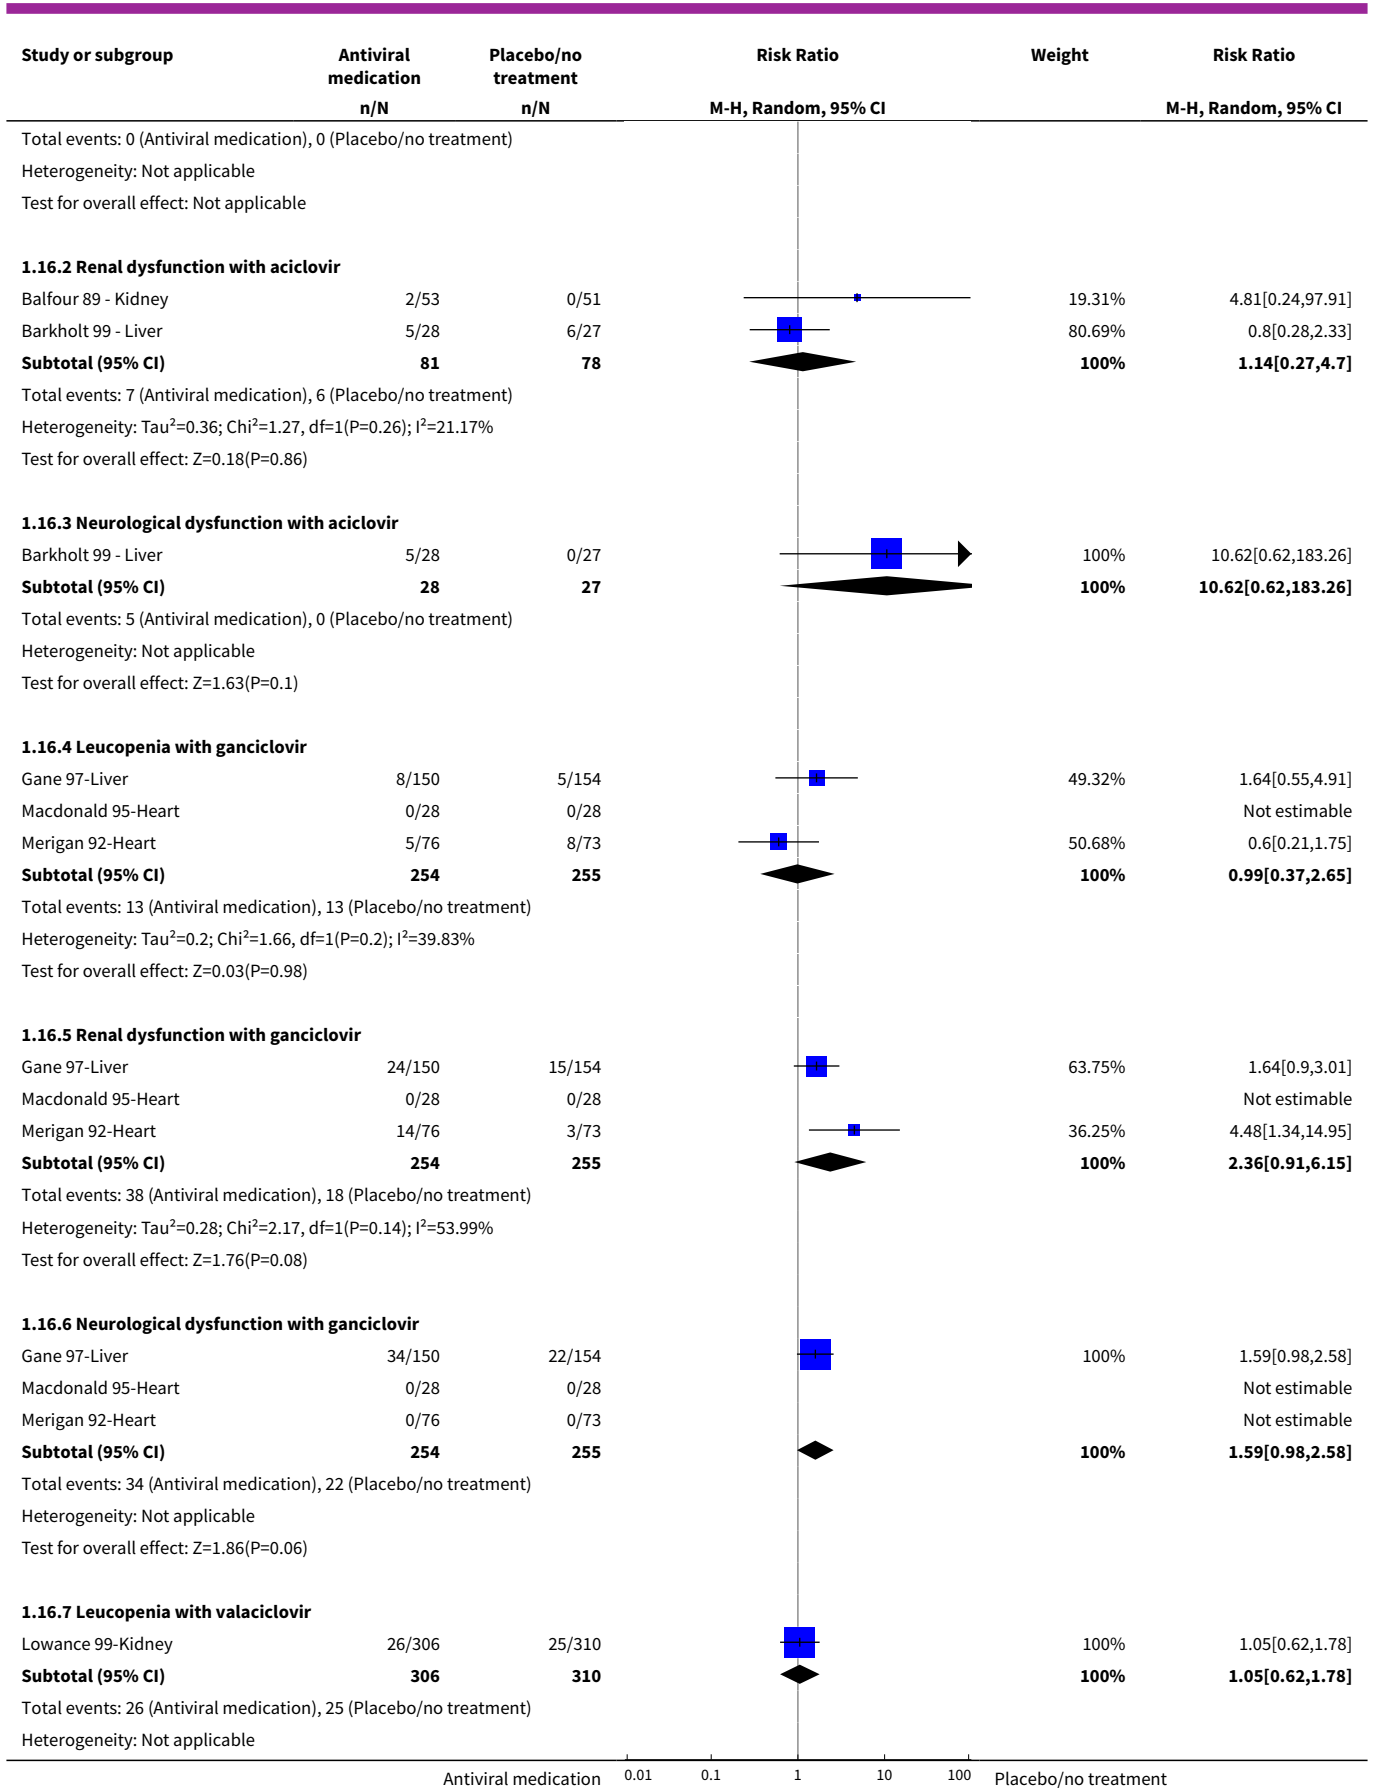 Study or subgroup Antiviral medication Placebo/no treatment Risk Ratio Weight Risk Ratio
n/N n/N M-H, Random, 95% CI M-H, Random, 95% CI
Total events: 0 (Antiviral medication), 0 (Placebo/no treatment)
Heterogeneity: Not applicable
Test for overall effect: Not applicable
1.16.2 Renal dysfunction with aciclovir
Balfour 89 - Kidney 2/53 0/51 19.31% 4.81[0.24,97.91]
Barkholt 99 - Liver 5/28 6/27 80.69% 0.8[0.28,2.33]
Subtotal (95% CI) 81 78 100% 1.14[0.27,4.7]
Total events: 7 (Antiviral medication), 6 (Placebo/no treatment)
Heterogeneity: Tau²=0.36; Chi²=1.27, df=1(P=0.26); I²=21.17%
Test for overall effect: Z=0.18(P=0.86)
1.16.3 Neurological dysfunction with aciclovir
Barkholt 99 - Liver 5/28 0/27 100% 10.62[0.62,183.26]
Subtotal (95% CI) 28 27 100% 10.62[0.62,183.26]
Total events: 5 (Antiviral medication), 0 (Placebo/no treatment)
Heterogeneity: Not applicable
Test for overall effect: Z=1.63(P=0.1)
1.16.4 Leucopenia with ganciclovir
Gane 97-Liver 8/150 5/154 49.32% 1.64[0.55,4.91]
Macdonald 95-Heart 0/28 0/28 Not estimable
Merigan 92-Heart 5/76 8/73 50.68% 0.6[0.21,1.75]
Subtotal (95% CI) 254 255 100% 0.99[0.37,2.65]
Total events: 13 (Antiviral medication), 13 (Placebo/no treatment)
Heterogeneity: Tau²=0.2; Chi²=1.66, df=1(P=0.2); I²=39.83%
Test for overall effect: Z=0.03(P=0.98)
1.16.5 Renal dysfunction with ganciclovir
Gane 97-Liver 24/150 15/154 63.75% 1.64[0.9,3.01]
Macdonald 95-Heart 0/28 0/28 Not estimable
Merigan 92-Heart 14/76 3/73 36.25% 4.48[1.34,14.95]
Subtotal (95% CI) 254 255 100% 2.36[0.91,6.15]
Total events: 38 (Antiviral medication), 18 (Placebo/no treatment)
Heterogeneity: Tau²=0.28; Chi²=2.17, df=1(P=0.14); I²=53.99%
Test for overall effect: Z=1.76(P=0.08)
1.16.6 Neurological dysfunction with ganciclovir
Gane 97-Liver 34/150 22/154 100% 1.59[0.98,2.58]
Macdonald 95-Heart 0/28 0/28 Not estimable
Merigan 92-Heart 0/76 0/73 Not estimable
Subtotal (95% CI) 254 255 100% 1.59[0.98,2.58]
Total events: 34 (Antiviral medication), 22 (Placebo/no treatment)
Heterogeneity: Not applicable
Test for overall effect: Z=1.86(P=0.06)
1.16.7 Leucopenia with valaciclovir
Lowance 99-Kidney 26/306 25/310 100% 1.05[0.62,1.78]
Subtotal (95% CI) 306 310 100% 1.05[0.62,1.78]
Total events: 26 (Antiviral medication), 25 (Placebo/no treatment)
Heterogeneity: Not applicable
Antiviral medication 0.01 0.1 1 10 100 Placebo/no treatment